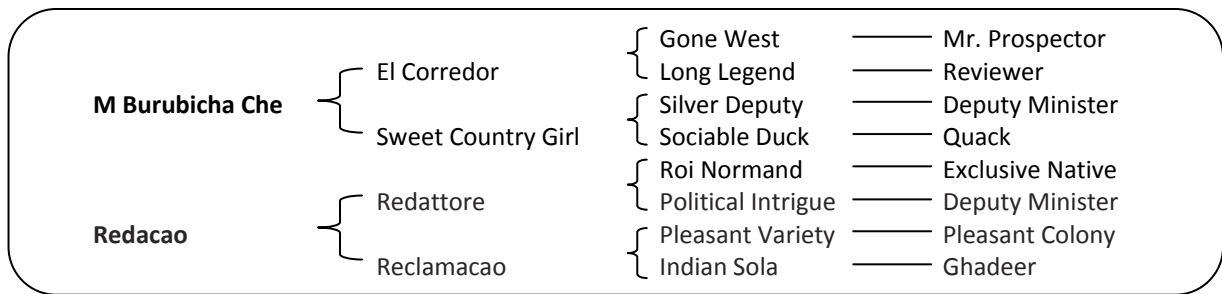 Gone West Mr. Prospector
El Corredor
Long Legend Reviewer
M Burubicha Che
Silver Deputy Deputy Minister
Sweet Country Girl
Sociable Duck Quack
Roi Normand Exclusive Native
Redattore
Political Intrigue Deputy Minister
Redacao
Pleasant Variety Pleasant Colony
Reclamacao
Indian Sola Ghadeer